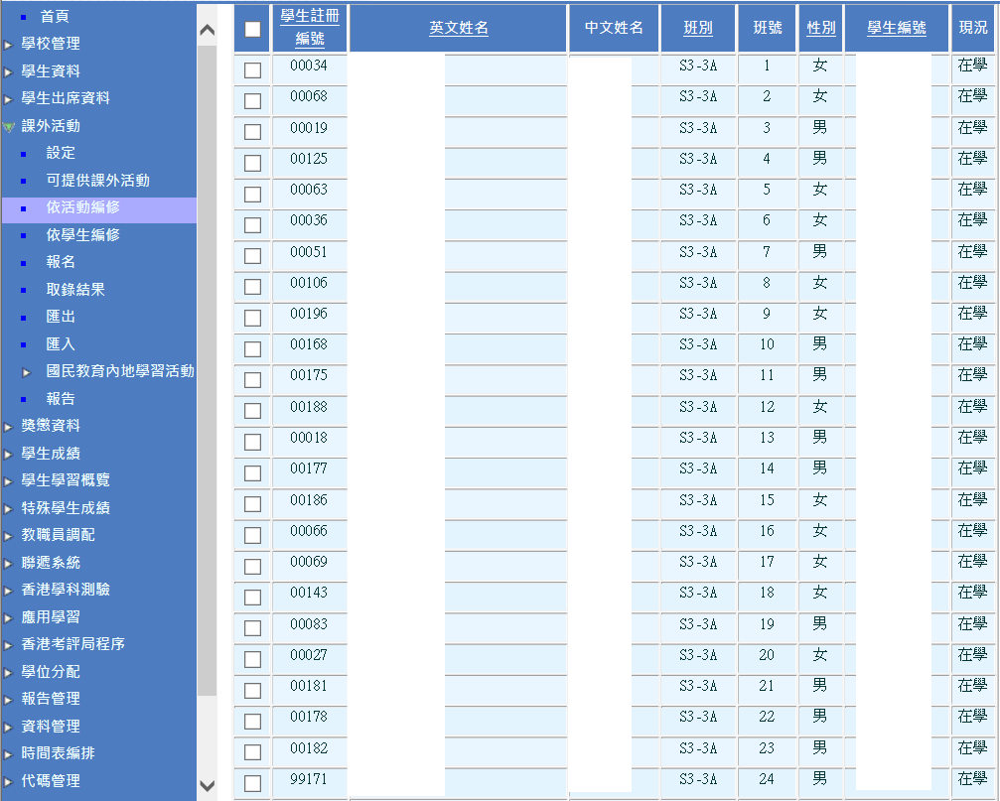 首頁
學校管理
學生資料
學生出席資料
課外活動
設定
可提供課外活動
依活動編修
依學生編修
報名
取錄結果
匯出
匯入
國民教育內地學習活動
報告
獎懲資料
學生成績
學生學習概覽
特殊學生成績
教職員調配
聯遞系統
香港學科測驗
應用學習
香港考評局程序
學位分配
報告管理
資料管理
時間表編排
代碼管理
學生註冊編號 英文姓名 中文姓名 班別 班號 性別 學生編號 現況
00034 S3-3A 1 女 在學
00068 S3-3A 2 女 在學
00019 S3-3A 3 男 在學
00125 S3-3A 4 男 在學
00063 S3-3A 5 女 在學
00036 S3-3A 6 女 在學
00051 S3-3A 7 男 在學
00106 S3-3A 8 女 在學
00196 S3-3A 9 女 在學
00168 S3-3A 10 男 在學
00175 S3-3A 11 男 在學
00188 S3-3A 12 女 在學
00018 S3-3A 13 男 在學
00177 S3-3A 14 男 在學
00186 S3-3A 15 女 在學
00066 S3-3A 16 女 在學
00069 S3-3A 17 女 在學
00143 S3-3A 18 女 在學
00083 S3-3A 19 男 在學
00027 S3-3A 20 女 在學
00181 S3-3A 21 男 在學
00178 S3-3A 22 男 在學
00182 S3-3A 23 男 在學
99171 S3-3A 24 男 在學